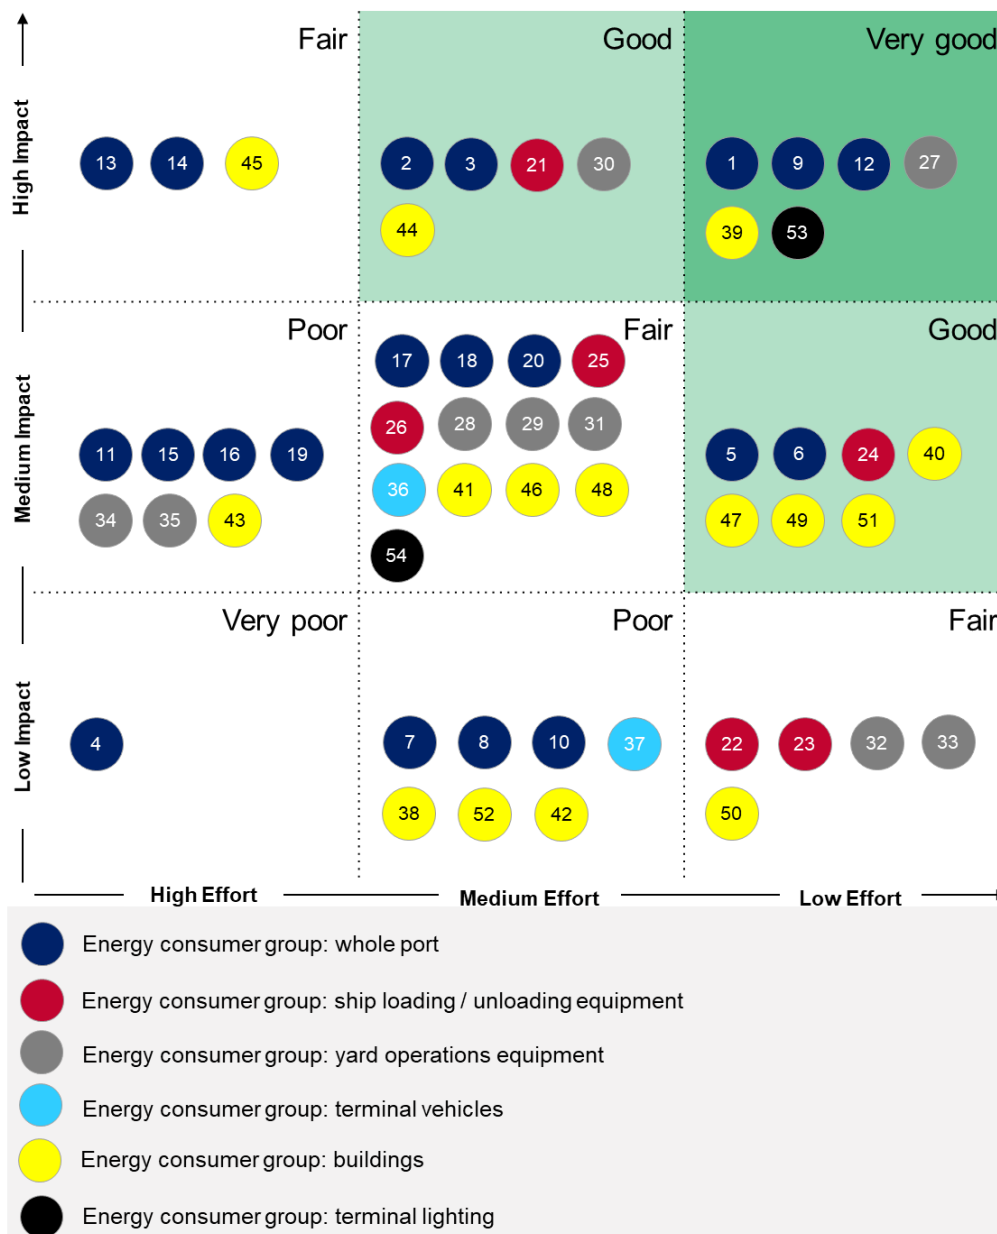 Fair
Good
Very good
High Impact
13 14 45
2 3 21 30
1 9 12 27
44
39 53
Poor
Fair
Good
Medium Impact
17 18 20 25
11 15 16 19
26 28 29 31
5 6 24 40
34 35 43
36 41 46 48
47 49 51
54
Very poor
Poor
Fair
Low Impact
4
7 8 10 37
22 23 32 33
38 52 42
50
High Effort
Medium Effort
Low Effort
Energy consumer group: whole port
Energy consumer group: ship loading / unloading equipment
Energy consumer group: yard operations equipment
Energy consumer group: terminal vehicles
Energy consumer group: buildings
Energy consumer group: terminal lighting